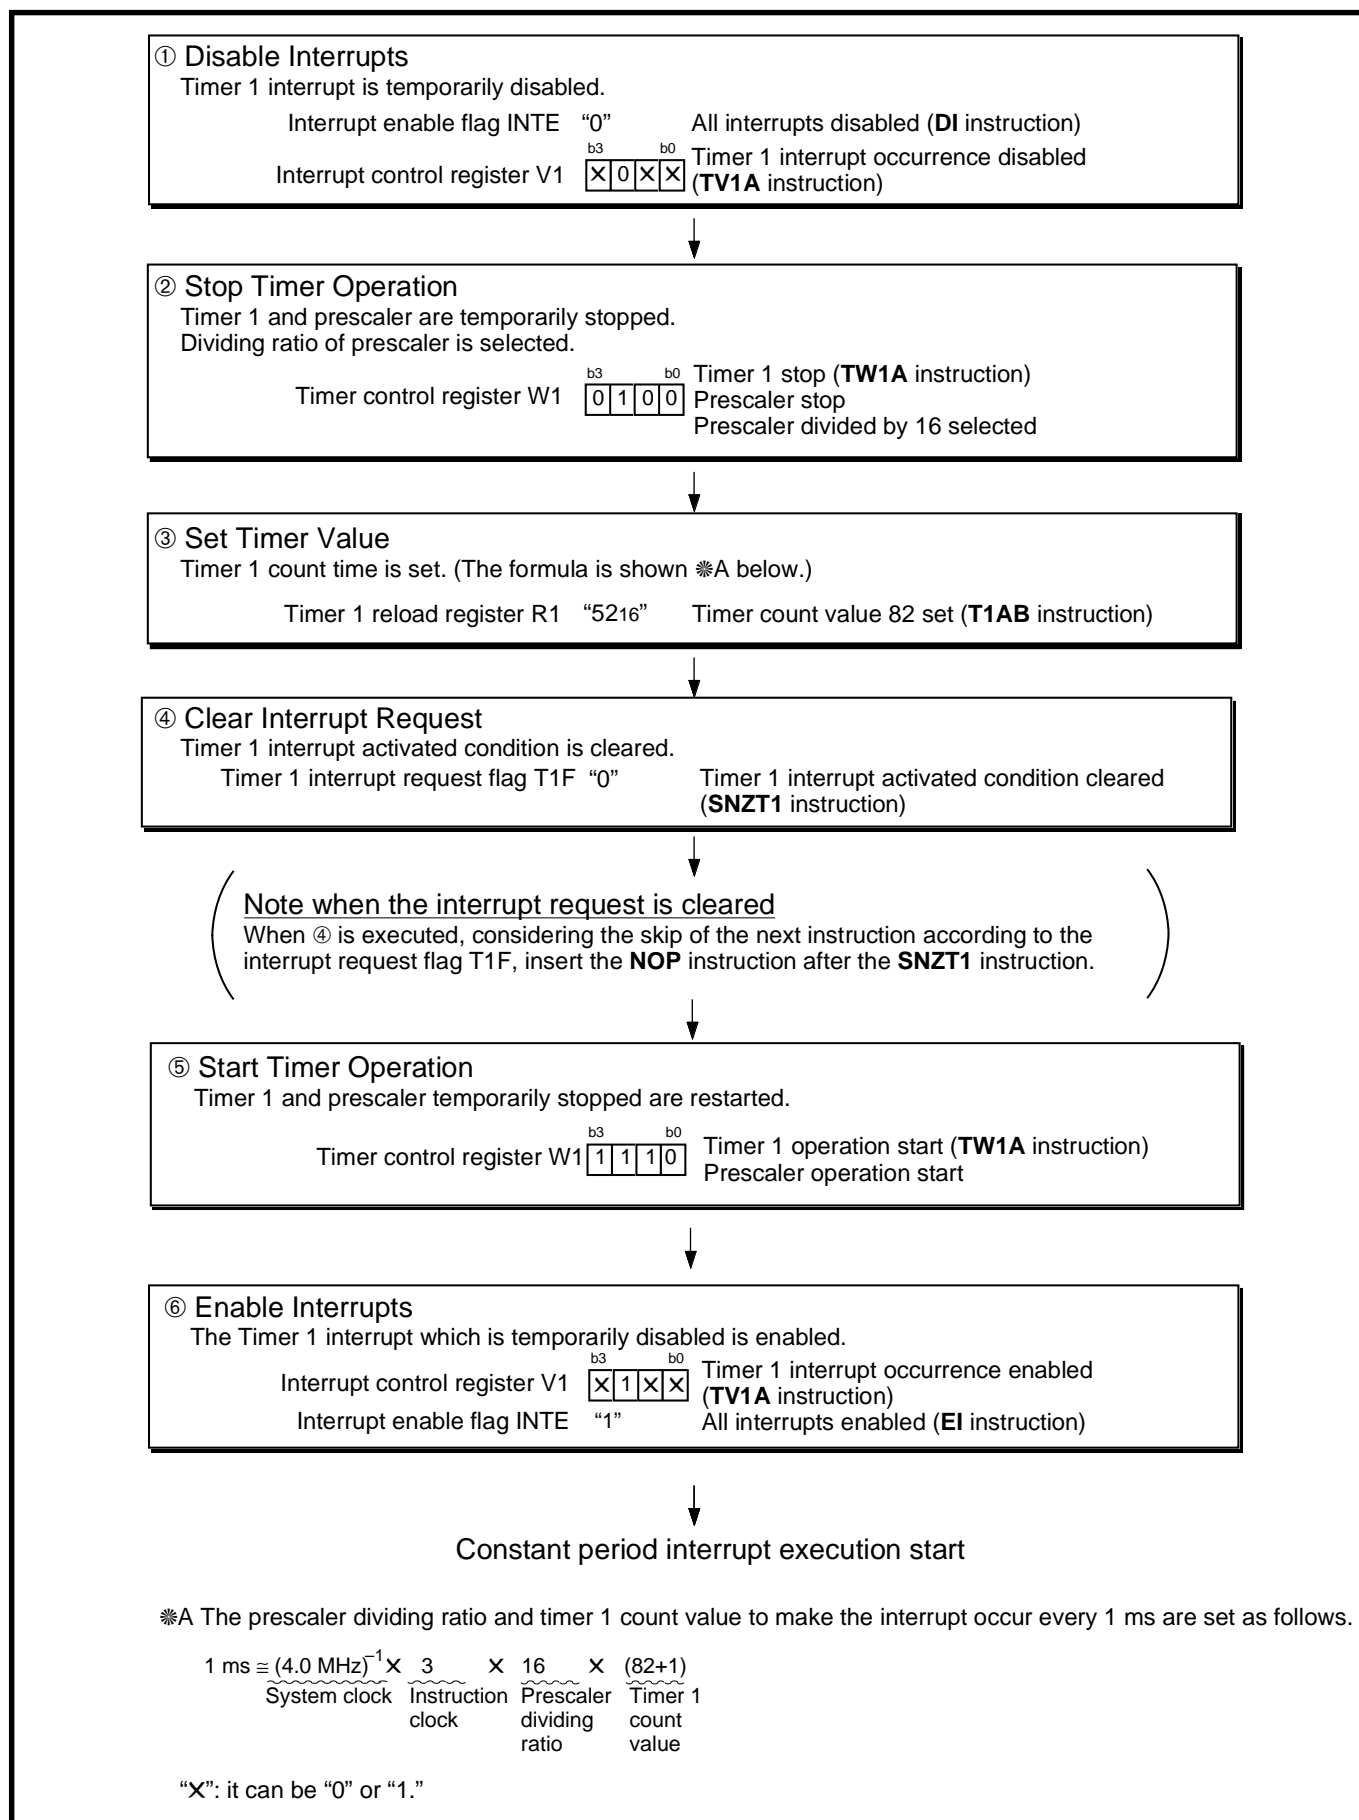 ① Disable Interrupts
Timer 1 interrupt is temporarily disabled.
Interrupt enable flag INTE “0” All interrupts disabled (DI instruction)
b3 b0
Interrupt control register V1 ✕ 0 ✕ ✕ Timer 1 interrupt occurrence disabled
(TV1A instruction)
② Stop Timer Operation
Timer 1 and prescaler are temporarily stopped.
Dividing ratio of prescaler is selected.
b3 b0
Timer control register W1 0 1 0 0 Timer 1 stop (TW1A instruction)
Prescaler stop
Prescaler divided by 16 selected
③ Set Timer Value
Timer 1 count time is set. (The formula is shown ❊A below.)
Timer 1 reload register R1 “5216” Timer count value 82 set (T1AB instruction)
④ Clear Interrupt Request
Timer 1 interrupt activated condition is cleared.
Timer 1 interrupt request flag T1F “0” Timer 1 interrupt activated condition cleared
(SNZT1 instruction)
Note when the interrupt request is cleared
When ④ is executed, considering the skip of the next instruction according to the
interrupt request flag T1F, insert the NOP instruction after the SNZT1 instruction.
⑤ Start Timer Operation
Timer 1 and prescaler temporarily stopped are restarted.
b3 b0
Timer control register W1 1 1 1 0 Timer 1 operation start (TW1A instruction)
Prescaler operation start
⑥ Enable Interrupts
The Timer 1 interrupt which is temporarily disabled is enabled.
b3 b0
Interrupt control register V1 ✕ 1 ✕ ✕ Timer 1 interrupt occurrence enabled
(TV1A instruction)
Interrupt enable flag INTE “1” All interrupts enabled (EI instruction)
Constant period interrupt execution start
❊A The prescaler dividing ratio and timer 1 count value to make the interrupt occur every 1 ms are set as follows.
1 ms ≅ (4.0 MHz)⁻¹ ✕ 3 ✕ 16 ✕ (82+1)
System clock Instruction Prescaler Timer 1
clock dividing count
ratio value
“✕”: it can be “0” or “1.”